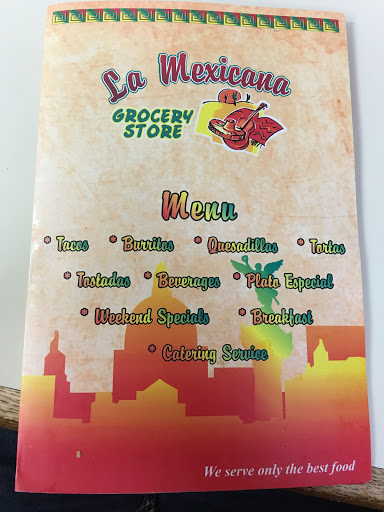 La Mexicana
GROCERY
STORE
Menu
* Tacos * Burritos * Quesadillas * Tortas
* Tostadas * Beverages * Plato Especial
* Weekend Specials * Breakfast
* Catering Service
We serve only the best food